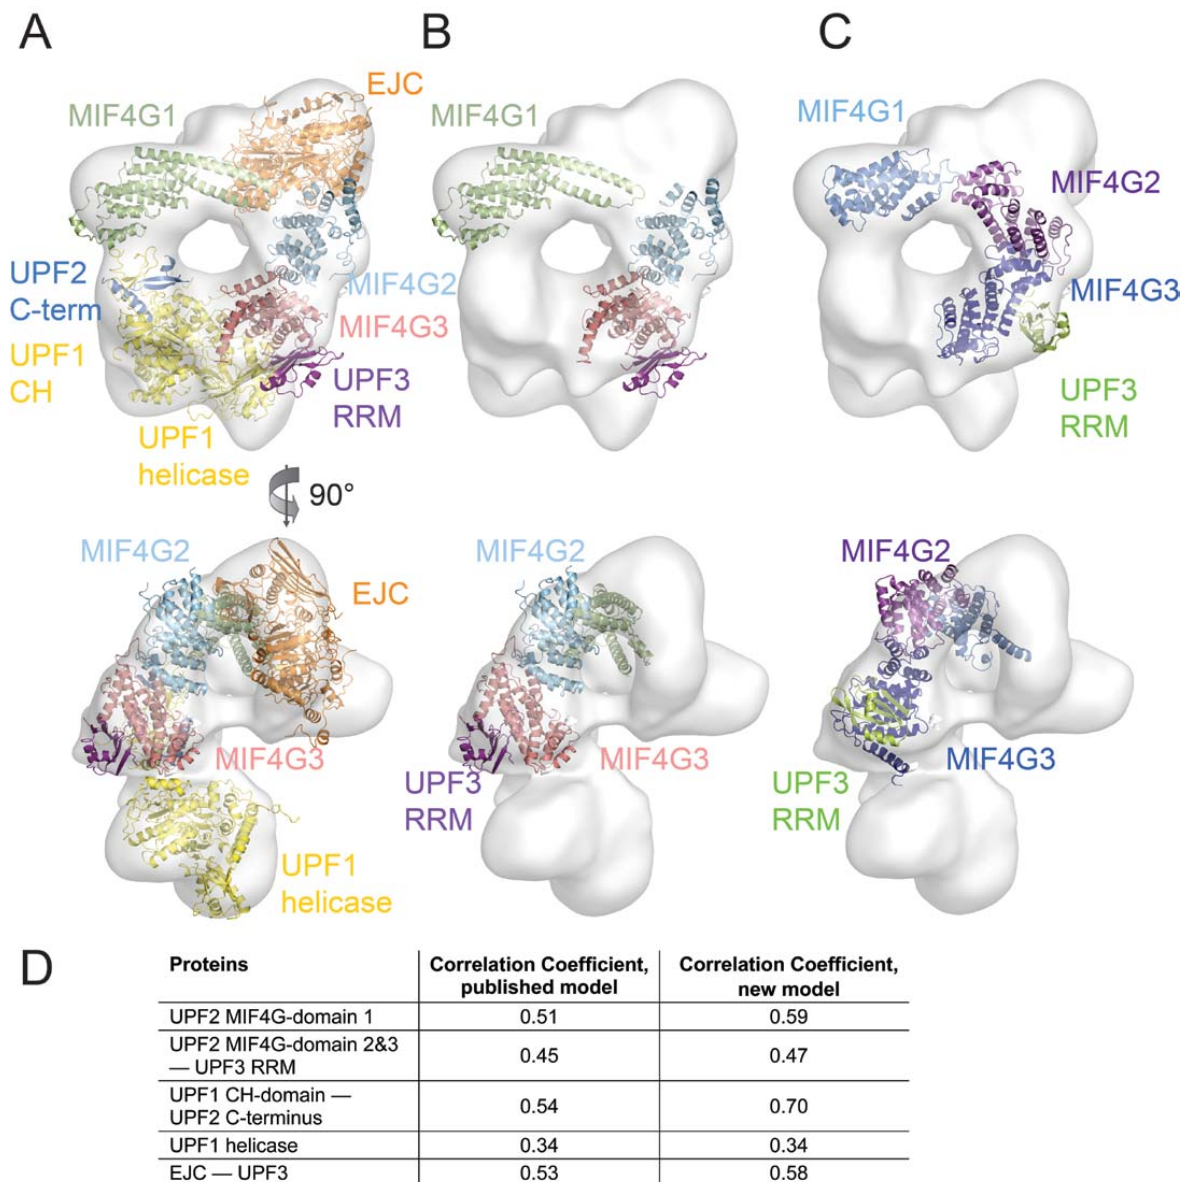 A
B
C
EJC
MIF4G1
MIF4G1
MIF4G1
MIF4G2
UPF2
C-term
MIF4G2
MIF4G3
MIF4G3
UPF1
CH
UPF3
RRM
UPF3
RRM
UPF1
helicase
90°
MIF4G2
MIF4G2
MIF4G2
EJC
MIF4G3
MIF4G3
MIF4G3
UPF3
RRM
UPF3
RRM
UPF1
helicase
D
Proteins Correlation Coefficient, published model Correlation Coefficient, new model
UPF2 MIF4G-domain 1 0.51 0.59
UPF2 MIF4G-domain 2&3
— UPF3 RRM 0.45 0.47
UPF1 CH-domain —
UPF2 C-terminus 0.54 0.70
UPF1 helicase 0.34 0.34
EJC — UPF3 0.53 0.58